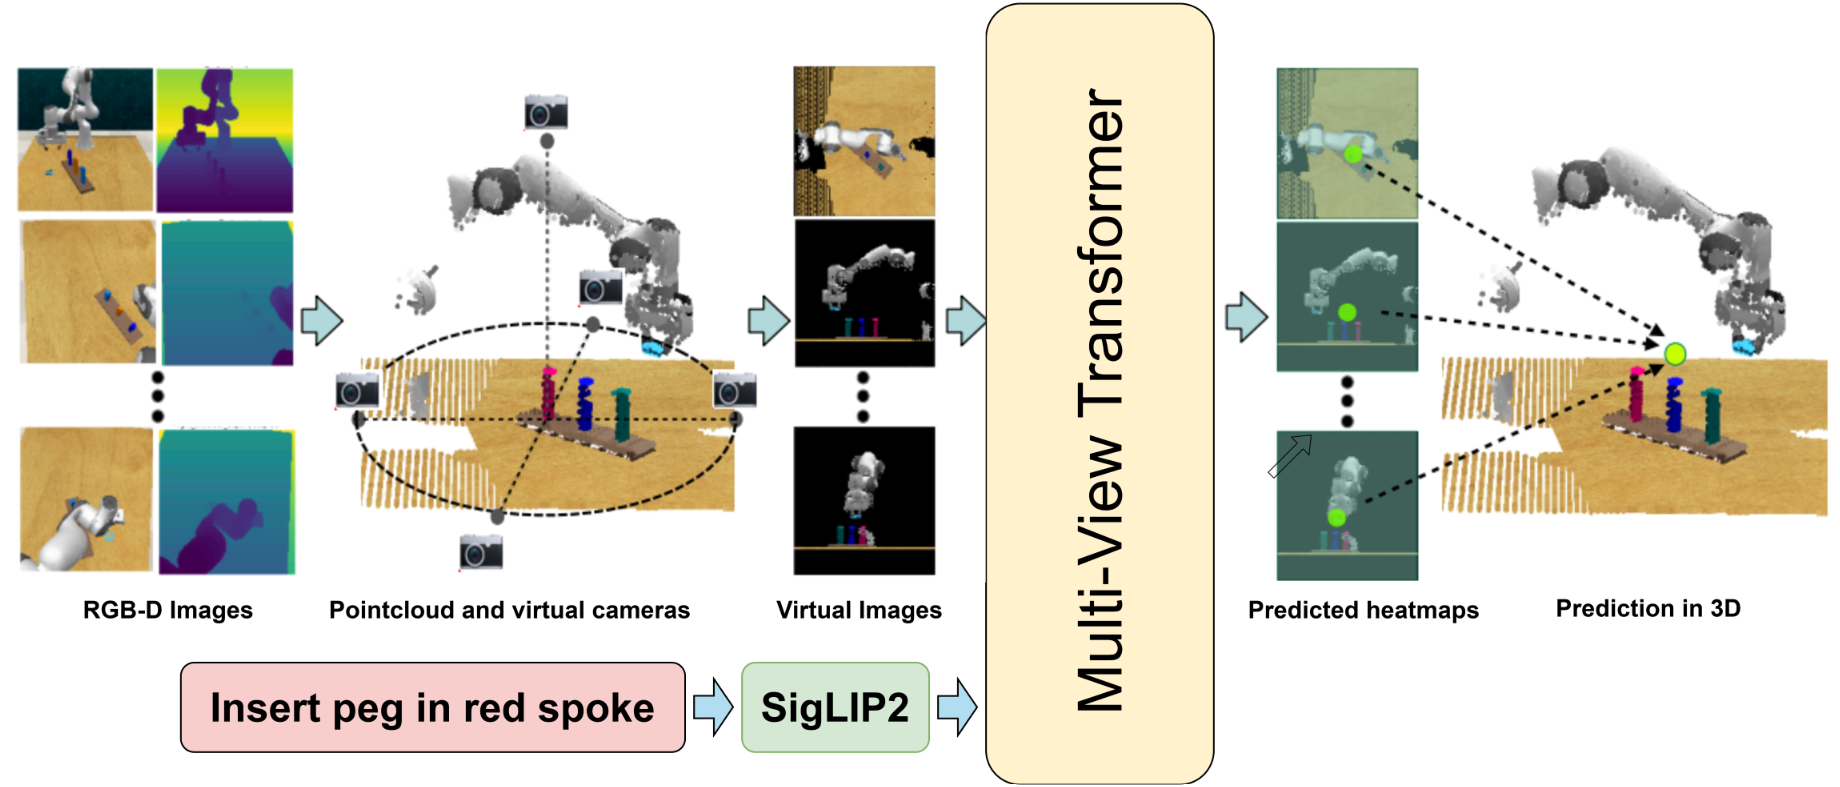 RGB-D Images
Pointcloud and virtual cameras
Virtual Images
Multi-View Transformer
Predicted heatmaps
Prediction in 3D
Insert peg in red spoke
SigLIP2